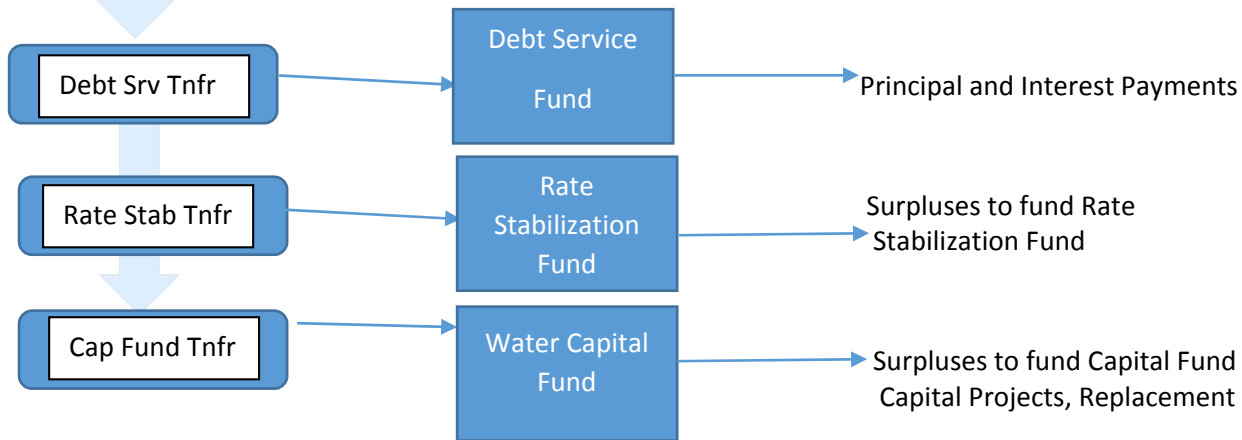 Debt Srv Tnfr
Debt Service
Fund
Principal and Interest Payments
Rate Stab Tnfr
Rate
Stabilization
Fund
Surpluses to fund Rate
Stabilization Fund
Cap Fund Tnfr
Water Capital
Fund
Surpluses to fund Capital Fund
Capital Projects, Replacement